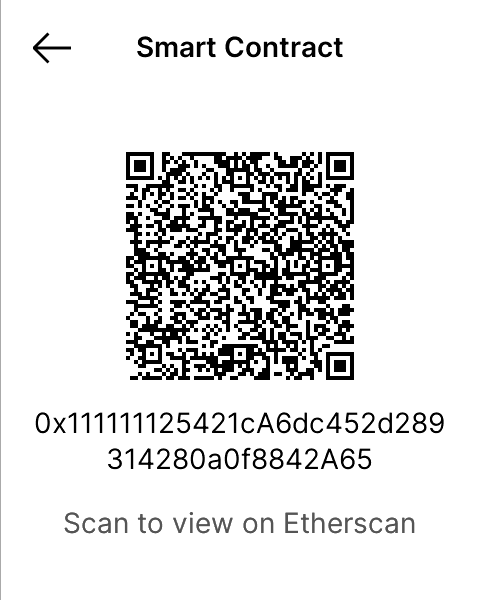 Smart Contract
0x111111125421cA6dc452d289
314280a0f8842A65
Scan to view on Etherscan